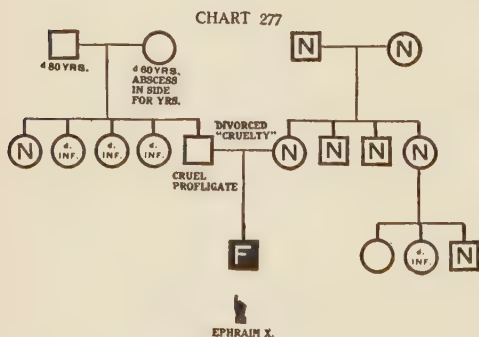 CHART 277
N
N
d 80 YRS.
d 60 YRS.
ABSCESS
IN SIDE
FOR YRS.
DIVORCED
"CRUELTY"
N
d.
INF.
d.
INF.
d.
INF.
N
N
N
N
CRUEL
PROFLIGATE
F
d.
INF.
N
EPHRAIM X.